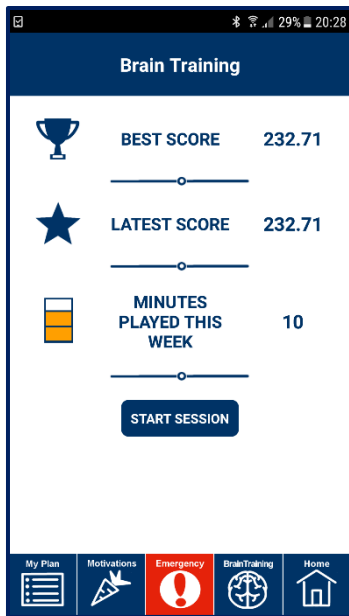 29% 20:28
Brain Training
BEST SCORE 232.71
LATEST SCORE 232.71
MINUTES
PLAYED THIS 10
WEEK
START SESSION
My Plan Motivations Emergency BrainTraining Home